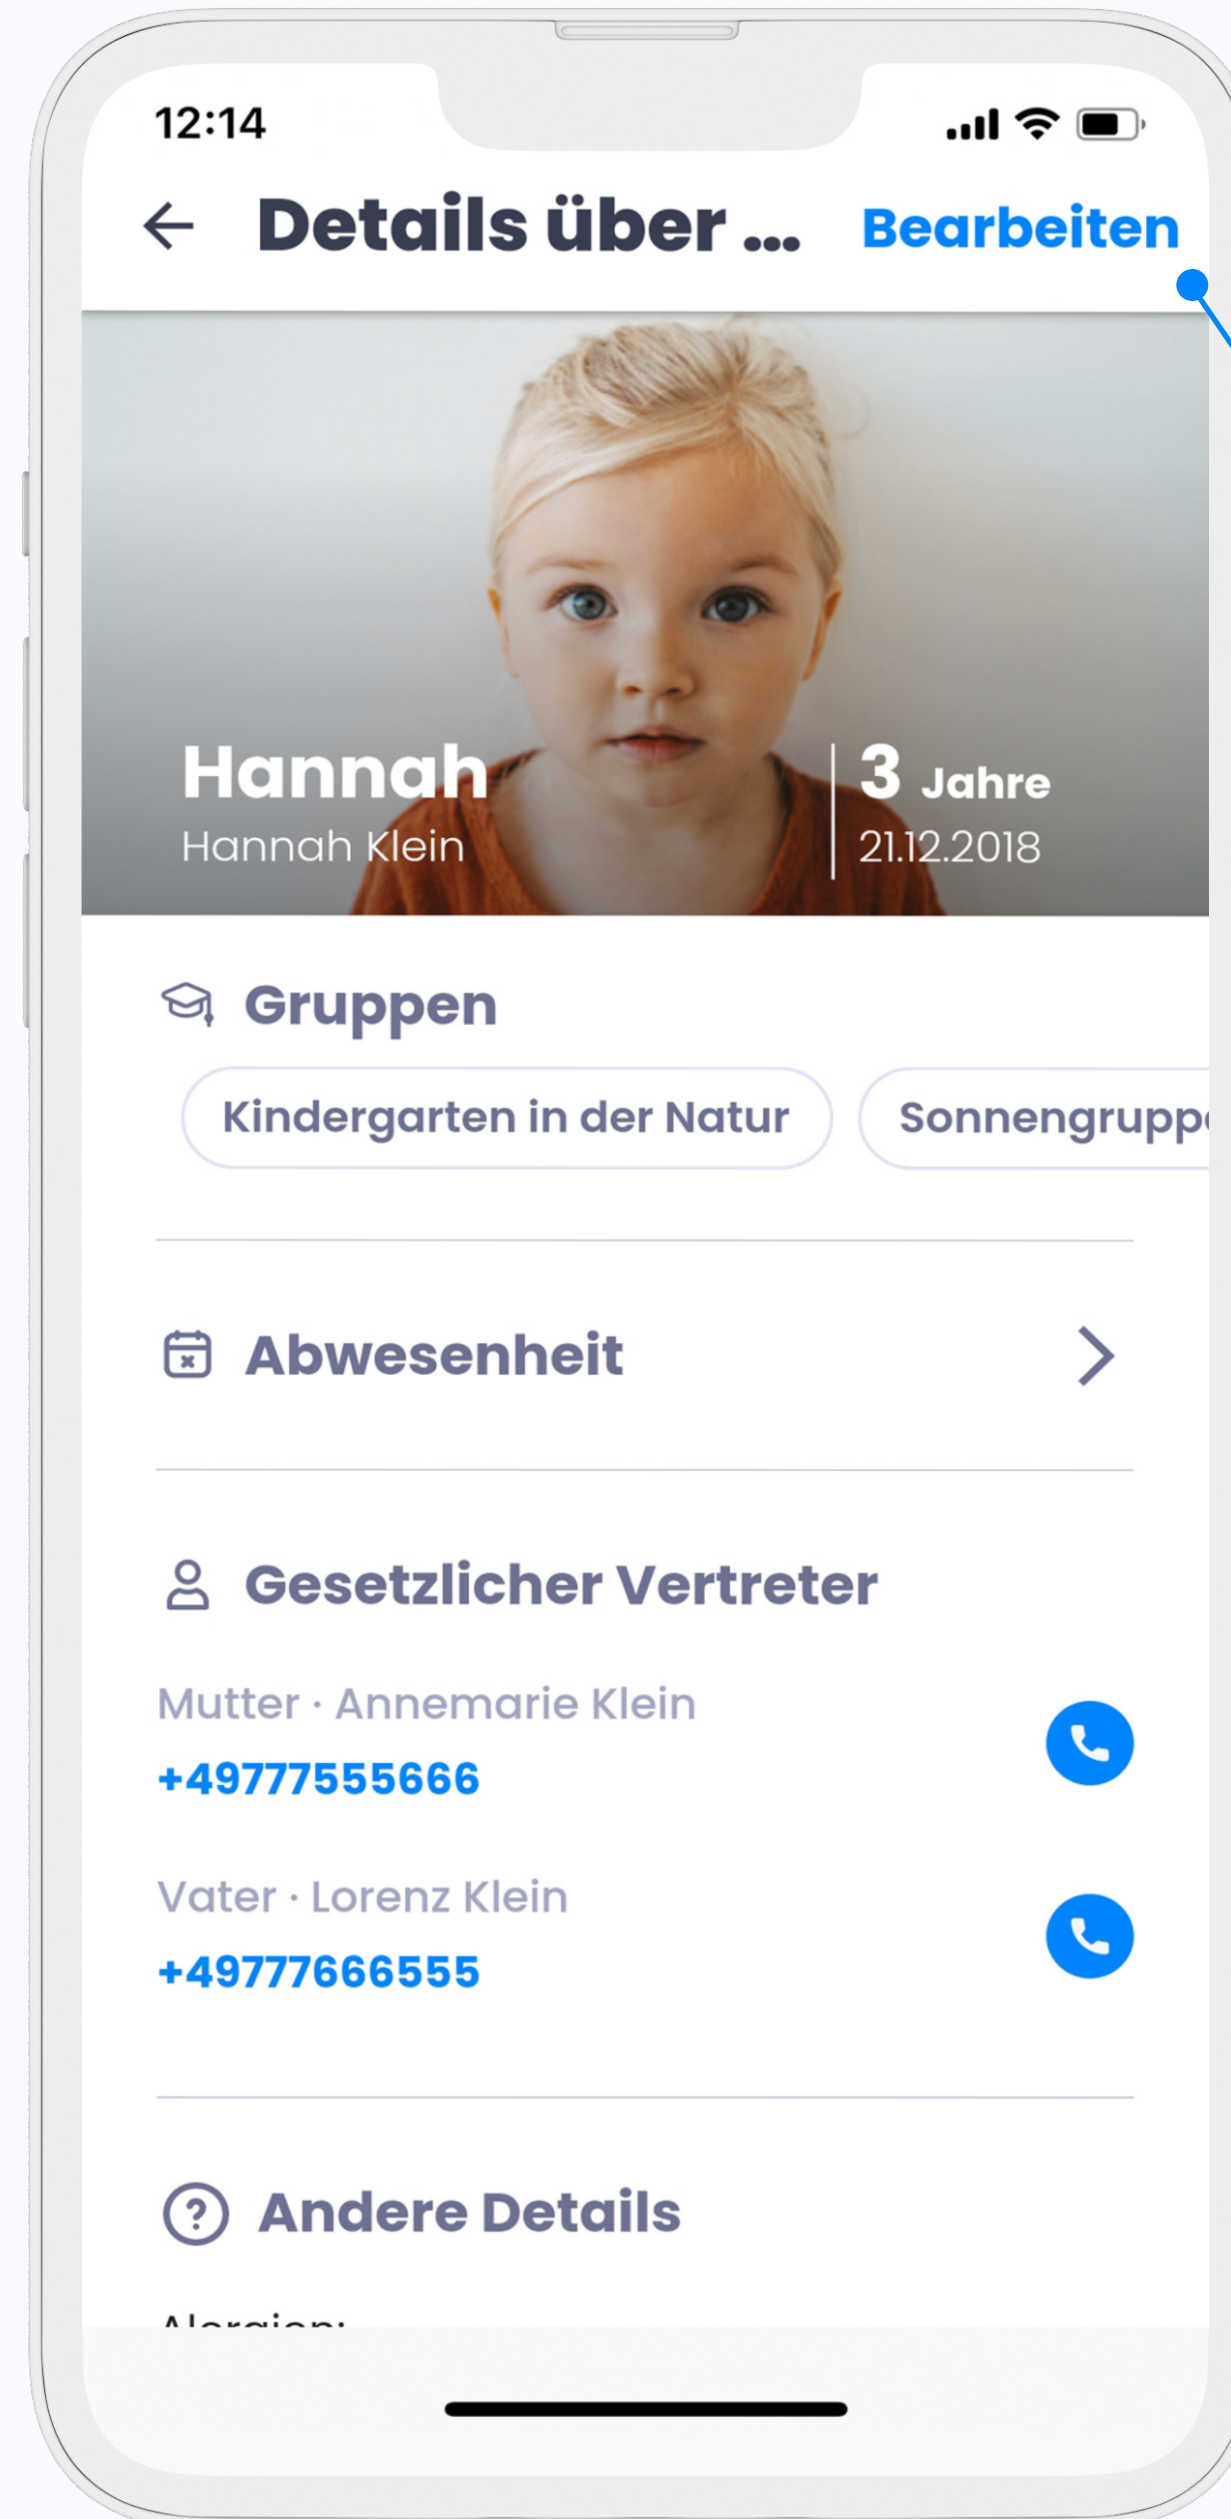 12:14
Details über ... Bearbeiten
Hannah
Hannah Klein
3 Jahre
21.12.2018
Gruppen
Kindergarten in der Natur
Abwesenheit
Gesetzlicher Vertreter
Mutter · Annemarie Klein
+49777555666
Vater · Lorenz Klein
+49777666555
Andere Details